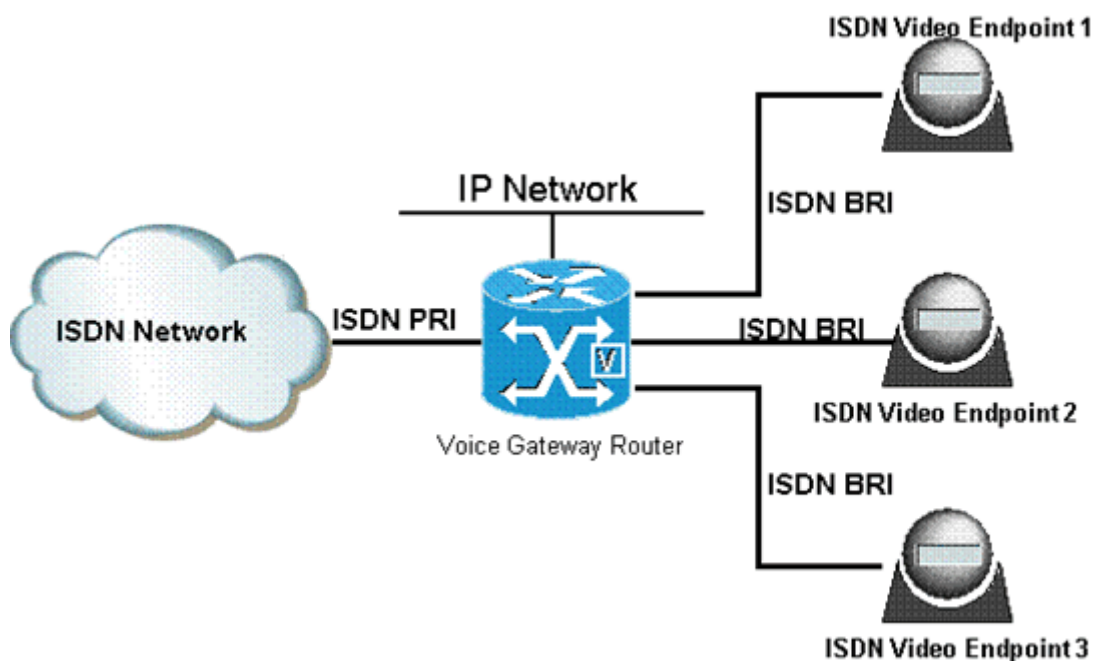 ISDN Video Endpoint 1
IP Network
ISDN BRI
ISDN Network
ISDN PRI
V
ISDN BRI
ISDN Video Endpoint 2
Voice Gateway Router
ISDN BRI
ISDN Video Endpoint 3